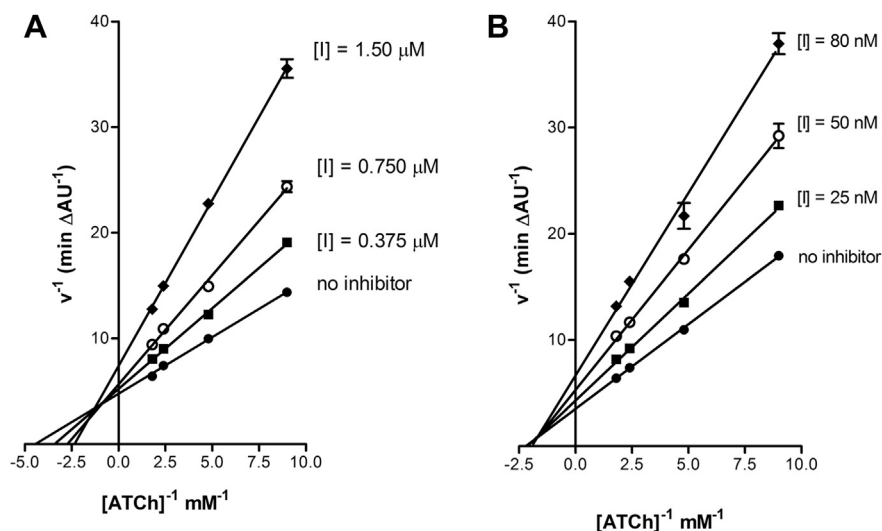 A
40
30
20
10
v⁻¹ (min ΔAU⁻¹)
[I] = 1.50 μM
[I] = 0.750 μM
[I] = 0.375 μM
no inhibitor
-5.0 -2.5 0.0 2.5 5.0 7.5 10.0
[ATCh]⁻¹ mM⁻¹
B
40
30
20
10
0
v⁻¹ (min ΔAU⁻¹)
[I] = 80 nM
[I] = 50 nM
[I] = 25 nM
no inhibitor
-2.5 0.0 2.5 5.0 7.5 10.0
[ATCh]⁻¹ mM⁻¹